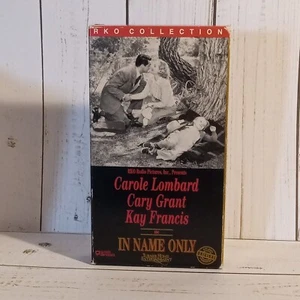 RKO COLLECTION
RKO Radio Pictures, Inc., Presents
Carole Lombard
Cary Grant
Kay Francis
in
IN NAME ONLY